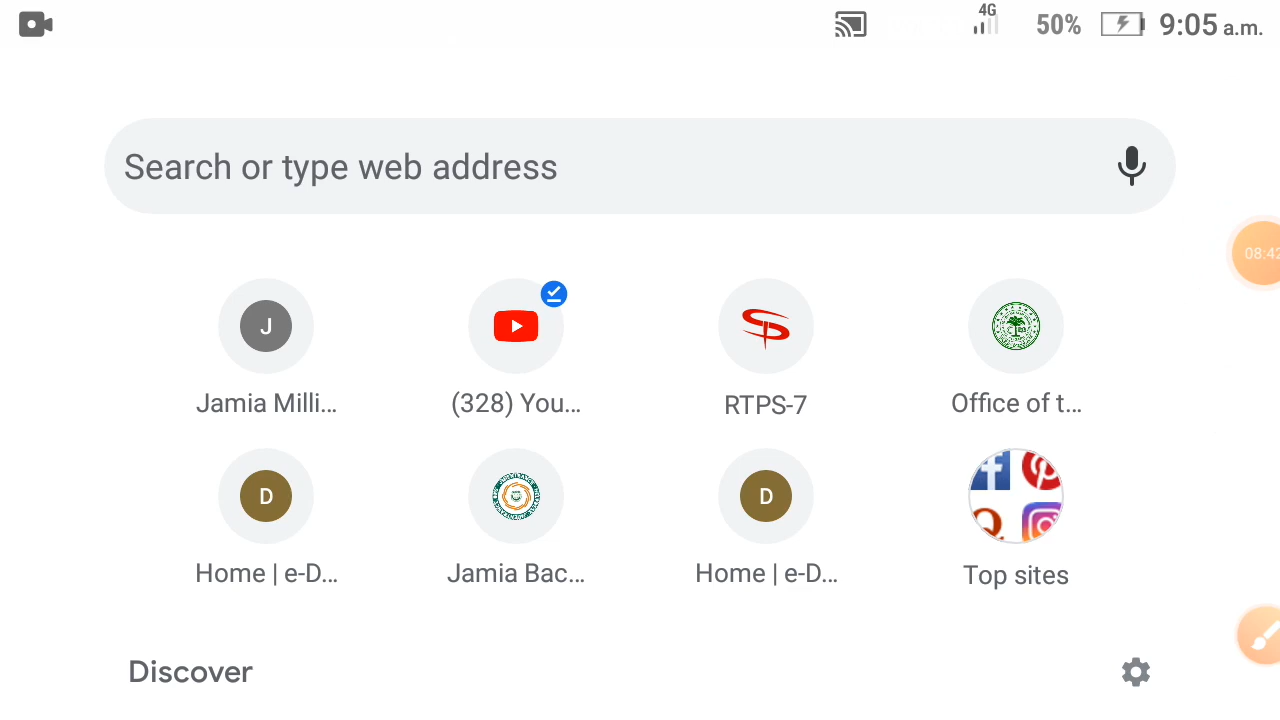 4G 50% 9:05 a.m.
Search or type web address
08:42
J
Jamia Milli...
(328) You...
RTPS-7
Office of t...
D
D
Home | e-D...
Jamia Bac...
Home | e-D...
Top sites
Discover